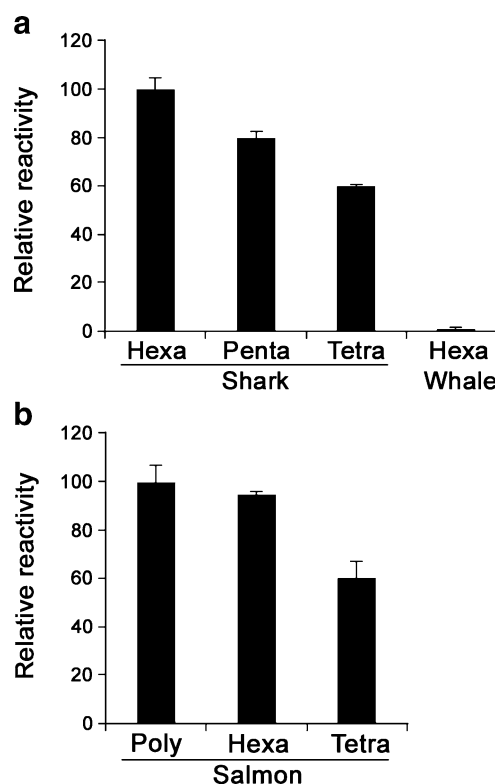 a
Relative reactivity
120
100
80
60
40
20
0
Hexa Penta Tetra Hexa
Shark Whale
b
Relative reactivity
120
100
80
60
40
20
0
Poly Hexa Tetra
Salmon